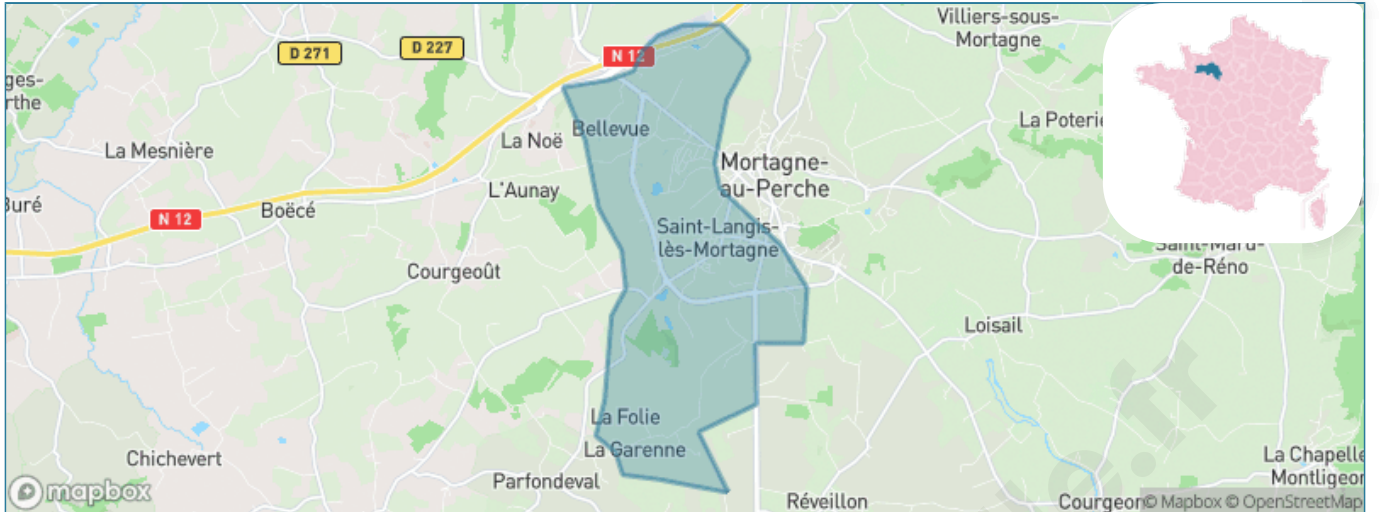 Villiers-sous-
Mortagne
D 271
D 227
N 12
ges-
rthe
La Poterie
Bellevue
La Noë
La Mesnière
Mortagne-
au-Perche
L'Aunay
Buré
N 12
Boëcé
Saint-Langis-
lès-Mortagne
Saint-Mard-
de-Réno
Courgeoût
Loisail
La Folie
La Garenne
Chichevert
La Chapelle
Montligeon
Parfondeval
mapbox
Réveillon
Courgeon
© Mapbox © OpenStreetMap